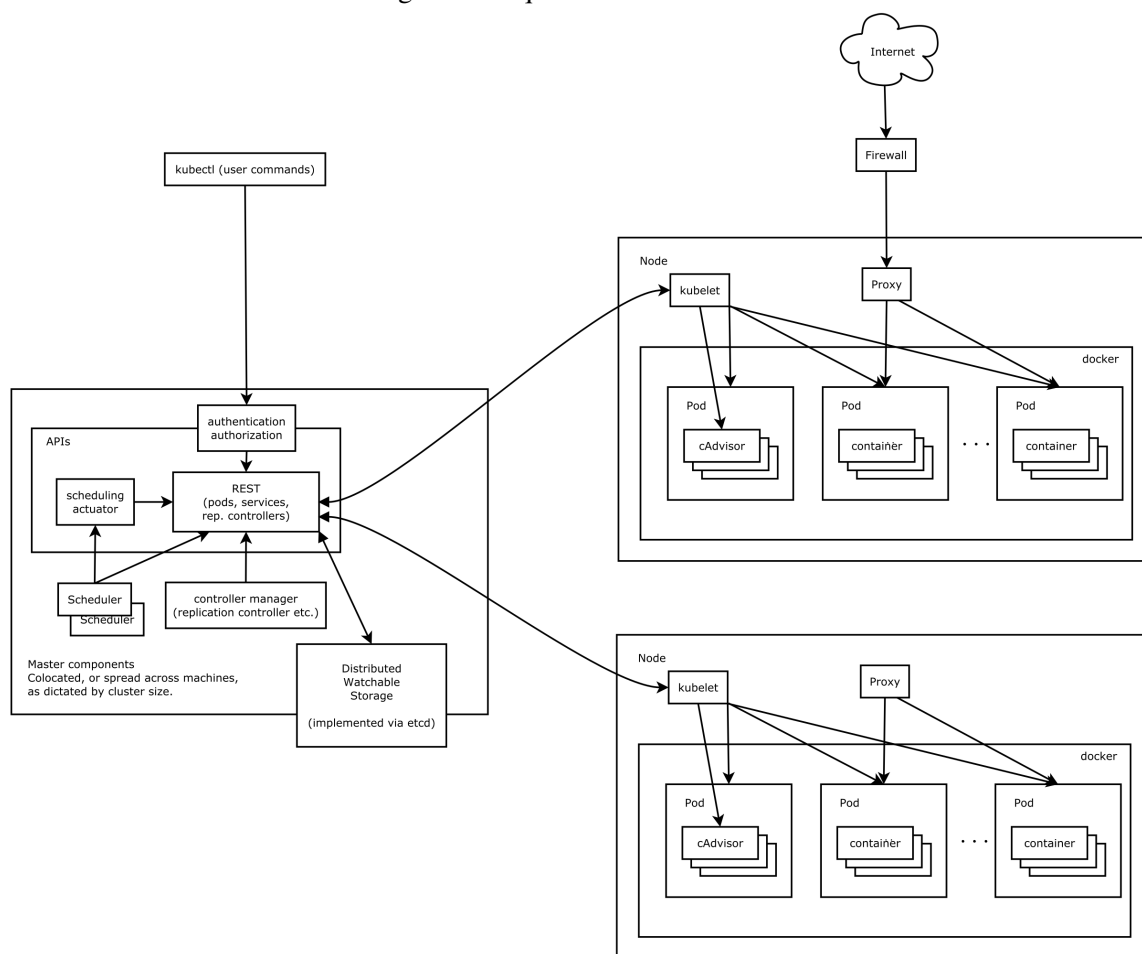 Internet
Firewall
kubectl (user commands)
Node
kubelet
Proxy
docker
Pod
cAdvisor
Pod
container
. . .
Pod
container
APIs
authentication
authorization
REST
(pods, services,
rep. controllers)
scheduling
actuator
Scheduler
Scheduler
controller manager
(replication controller etc.)
Master components
Colocated, or spread across machines,
as dictated by cluster size.
Distributed
Watchable
Storage
(implemented via etcd)
Node
kubelet
Proxy
docker
Pod
cAdvisor
Pod
container
. . .
Pod
container